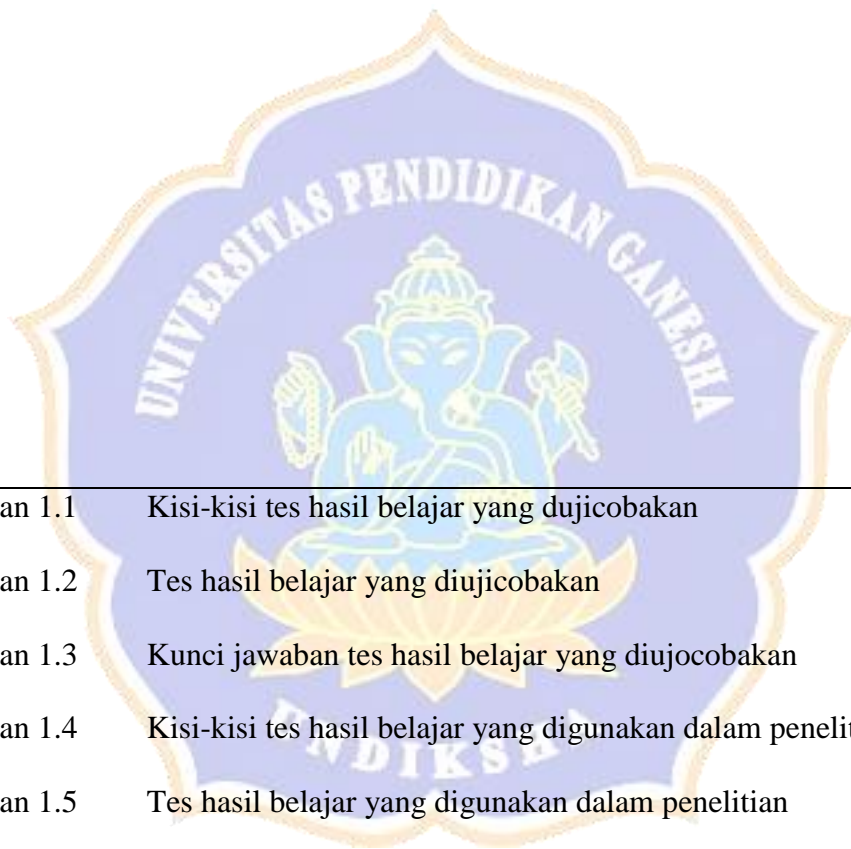 UNIVERSITAS PENDIDIKAN GANESHA
an 1.1 Kisi-kisi tes hasil belajar yang dujicobakan
an 1.2 Tes hasil belajar yang diujicobakan
an 1.3 Kunci jawaban tes hasil belajar yang diujocobakan
an 1.4 Kisi-kisi tes hasil belajar yang digunakan dalam penelit
UNDIKSHA
an 1.5 Tes hasil belajar yang digunakan dalam penelitian